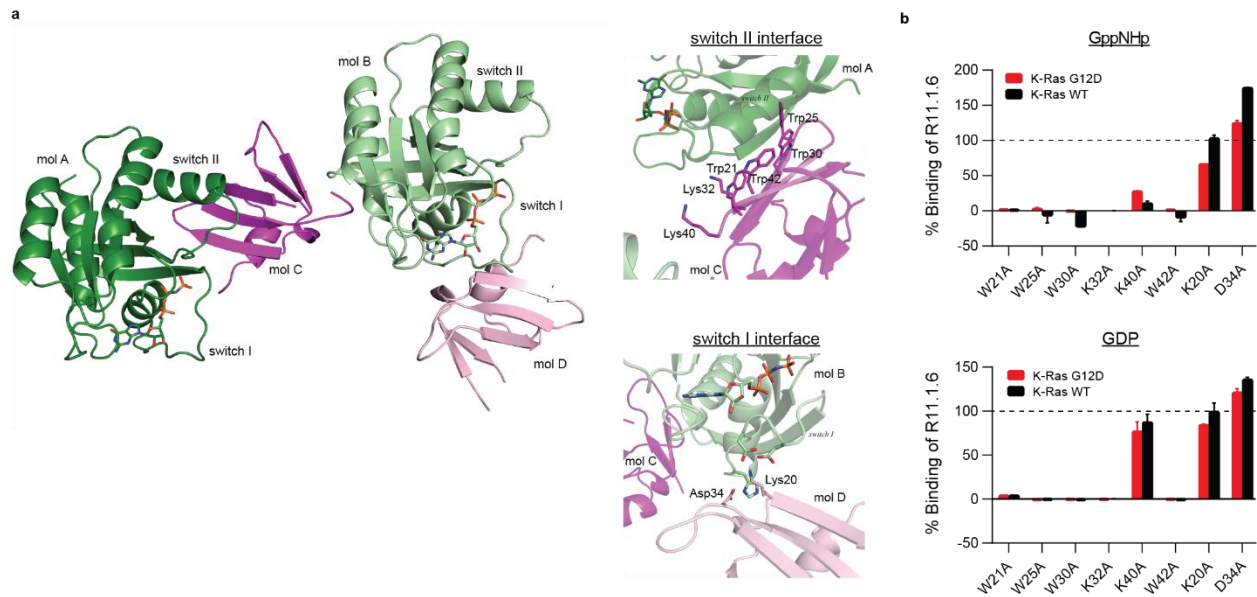 a
mol B
switch II
mol A
switch II
switch I
mol C
switch I
mol D
switch II interface
mol A
switch II
Trp25
Trp30
Trp21
Trp42
Lys32
Lys40
mol C
switch I interface
mol B
switch I
mol C
Lys20
Asp34
mol D
b
GppNHp
% Binding of R11.1.6
200
150
100
50
0
-50
K-Ras G12D
K-Ras WT
W21A
W25A
W30A
K32A
K40A
W42A
K20A
D34A
GDP
% Binding of R11.1.6
150
100
50
0
-50
K-Ras G12D
K-Ras WT
W21A
W25A
W30A
K32A
K40A
W42A
K20A
D34A